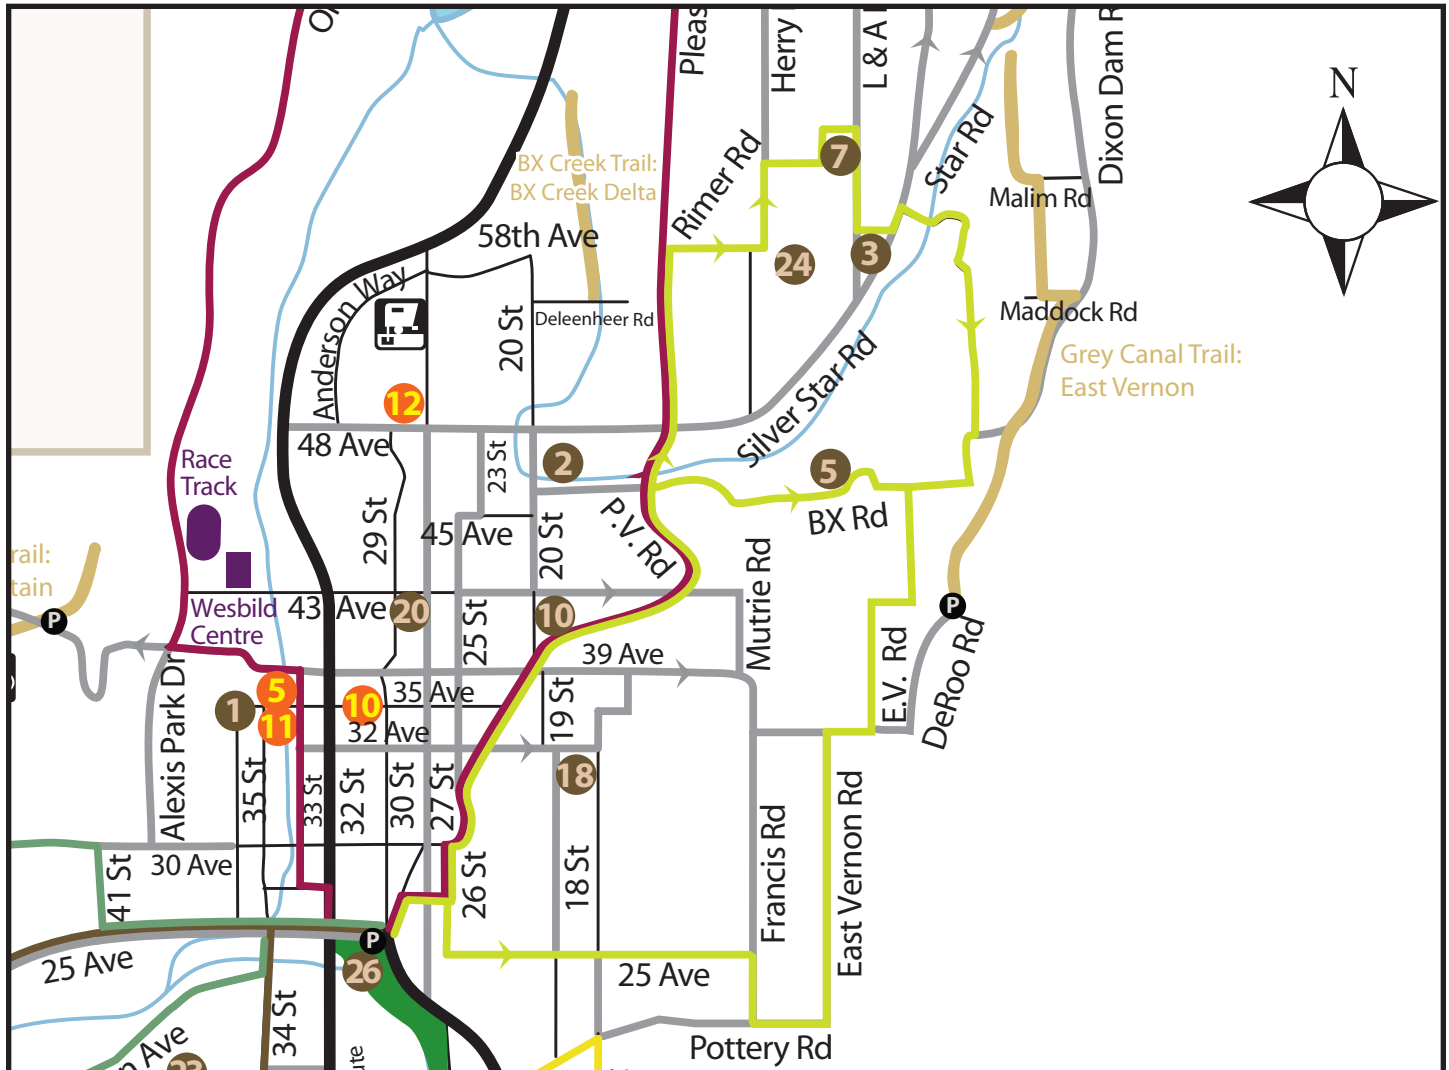 Pleas
Herry
L & A
Dixon Dam R
N
Star Rd
7
Rimer Rd
BX Creek Trail:
BX Creek Delta
Malim Rd
58th Ave
3
24
Anderson Way
Deleenheer Rd
20 St
Maddock Rd
Grey Canal Trail:
East Vernon
Silver Star Rd
12
48 Ave
23 St
2
5
Race
Track
BX Rd
29 St
45 Ave
20 St
P.V. Rd
rail:
tain
Mutrie Rd
P
Wesbild
Centre
43 Ave
20
10
P
25 St
39 Ave
E.V. Rd
DeRoo Rd
Alexis Park Dr
5
1
11
10
35 Ave
32 Ave
19 St
18
35 St
33 St
32 St
30 St
27 St
Francis Rd
East Vernon Rd
30 Ave
41 St
26 St
18 St
P
25 Ave
26
25 Ave
34 St
Pottery Rd
p Ave
23
ute